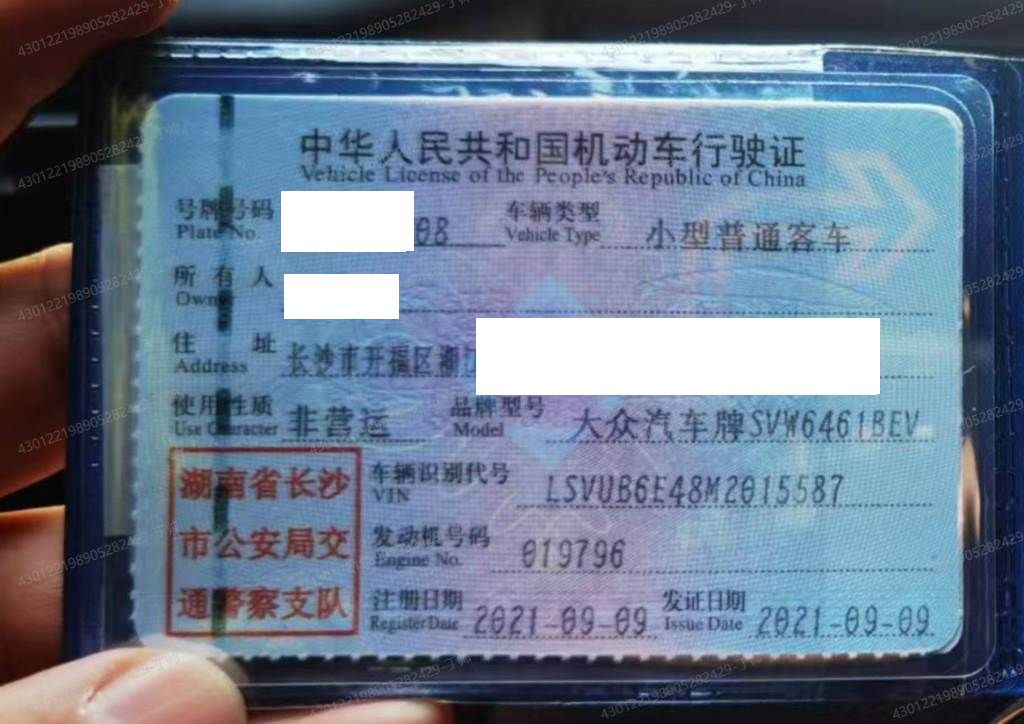 中华人民共和国机动车行驶证
Vehicle License of the People's Republic of China
号牌号码 08 车辆类型 小型普通客车
Plate No. Vehicle Type
所有人
Owner
住址 长沙市开福区湘江
Address
使用性质 非营运 品牌型号 大众汽车牌SVW6461BEV
Use Character Model
湖南省长沙
市公安局交
通警察支队
车辆识别代号 LSVUB6E48M2015587
VIN
发动机号码 019796
Engine No.
注册日期 2021-09-09 发证日期 2021-09-09
Register Date Issue Date